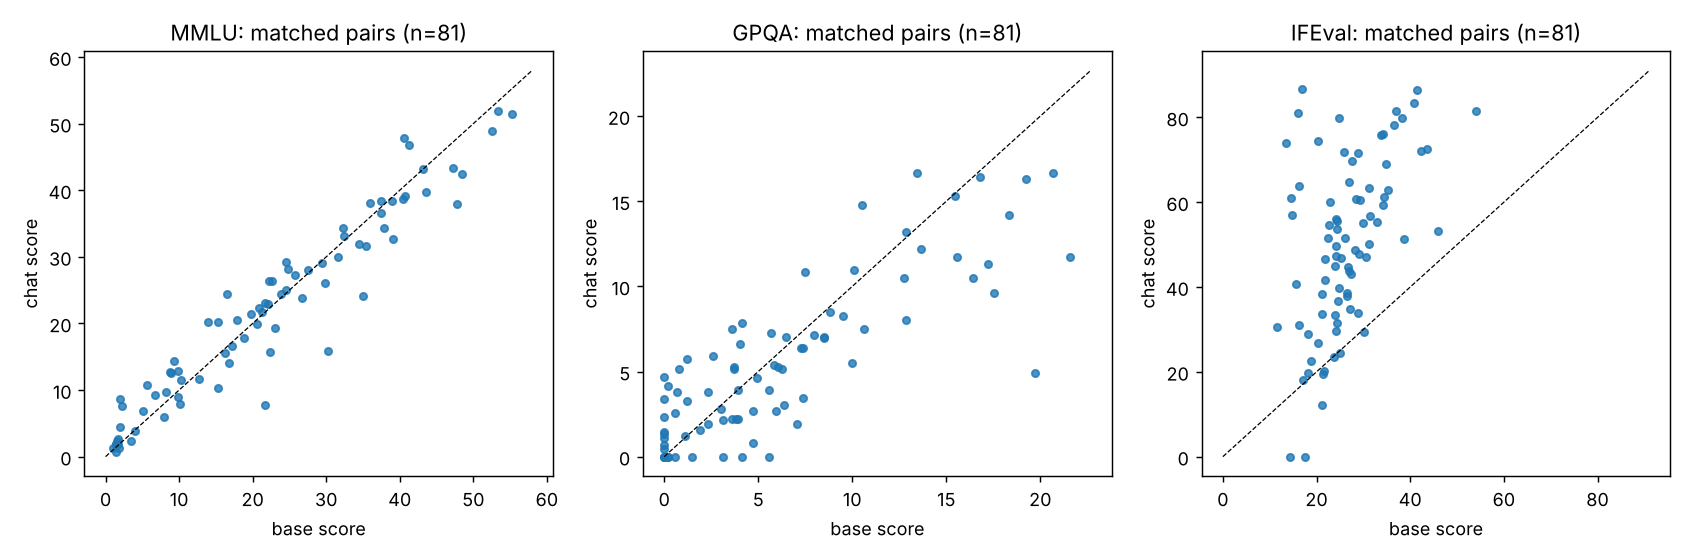 MMLU: matched pairs (n=81)
60
50
40
30
20
10
0
chat score
0 10 20 30 40 50 60
base score
GPQA: matched pairs (n=81)
20
15
10
5
0
chat score
0 5 10 15 20
base score
IFEval: matched pairs (n=81)
80
60
40
20
0
chat score
0 20 40 60 80
base score